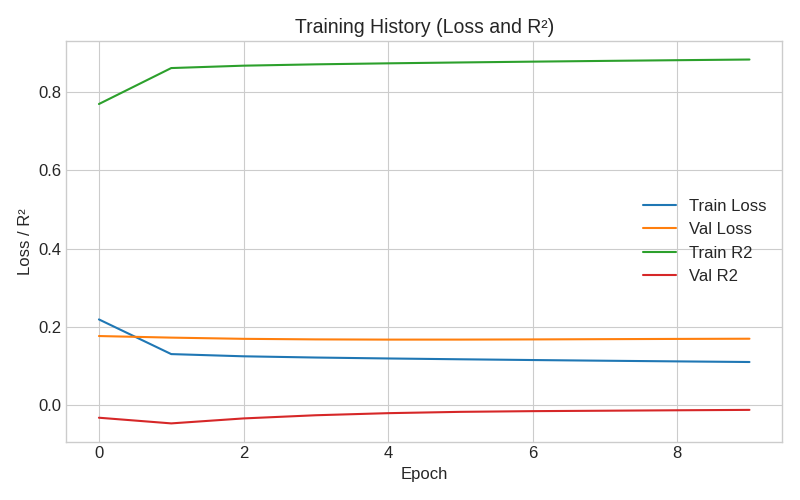 Training History (Loss and R²)
Loss / R²
0.8
0.6
0.4
0.2
0.0
Train Loss
Val Loss
Train R2
Val R2
0 2 4 6 8
Epoch